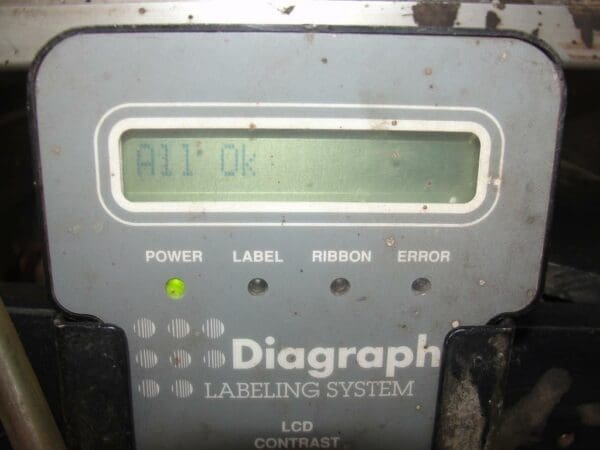 All Ok
POWER LABEL RIBBON ERROR
Diagraph
LABELING SYSTEM
LCD
CONTRAST